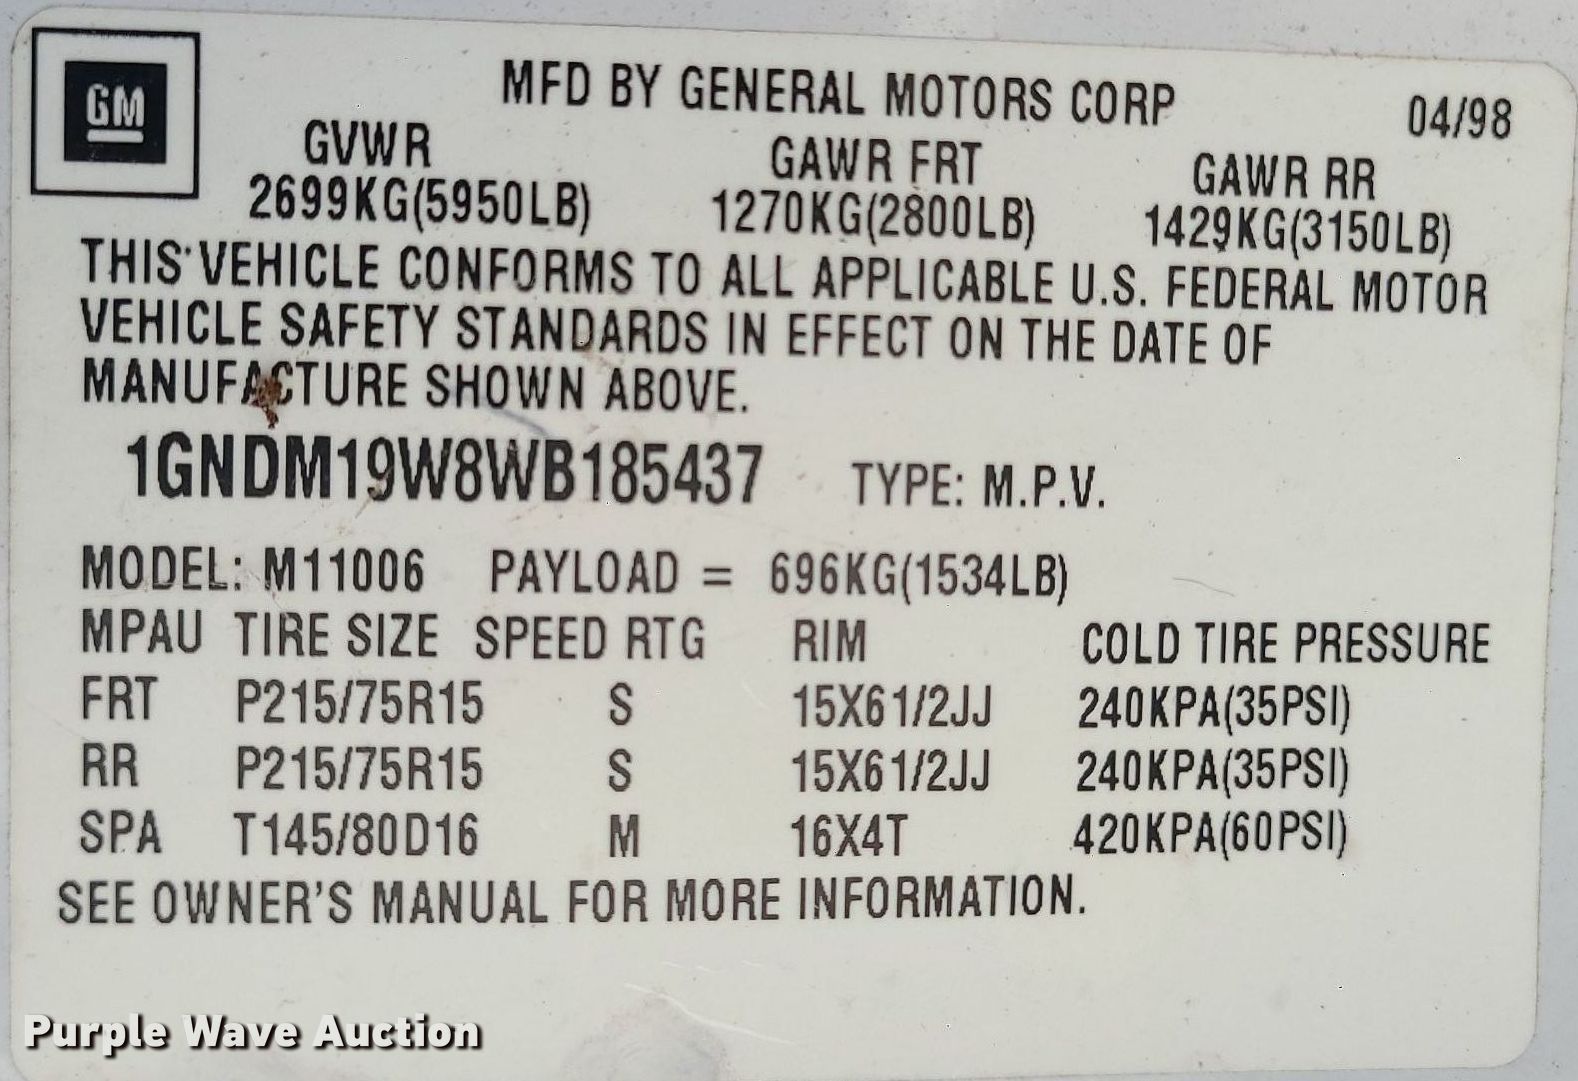 GM
MFD BY GENERAL MOTORS CORP 04/98
GVWR GAWR FRT GAWR RR
2699KG(5950LB) 1270KG(2800LB) 1429KG(3150LB)
THIS VEHICLE CONFORMS TO ALL APPLICABLE U.S. FEDERAL MOTOR
VEHICLE SAFETY STANDARDS IN EFFECT ON THE DATE OF
MANUFACTURE SHOWN ABOVE.
1GNDM19W8WB185437 TYPE: M.P.V.
MODEL: M11006 PAYLOAD = 696KG(1534LB)
MPAU TIRE SIZE SPEED RTG RIM COLD TIRE PRESSURE
FRT P215/75R15 S 15X61/2JJ 240KPA(35PSI)
RR P215/75R15 S 15X61/2JJ 240KPA(35PSI)
SPA T145/80D16 M 16X4T 420KPA(60PSI)
SEE OWNER'S MANUAL FOR MORE INFORMATION.
Purple Wave Auction